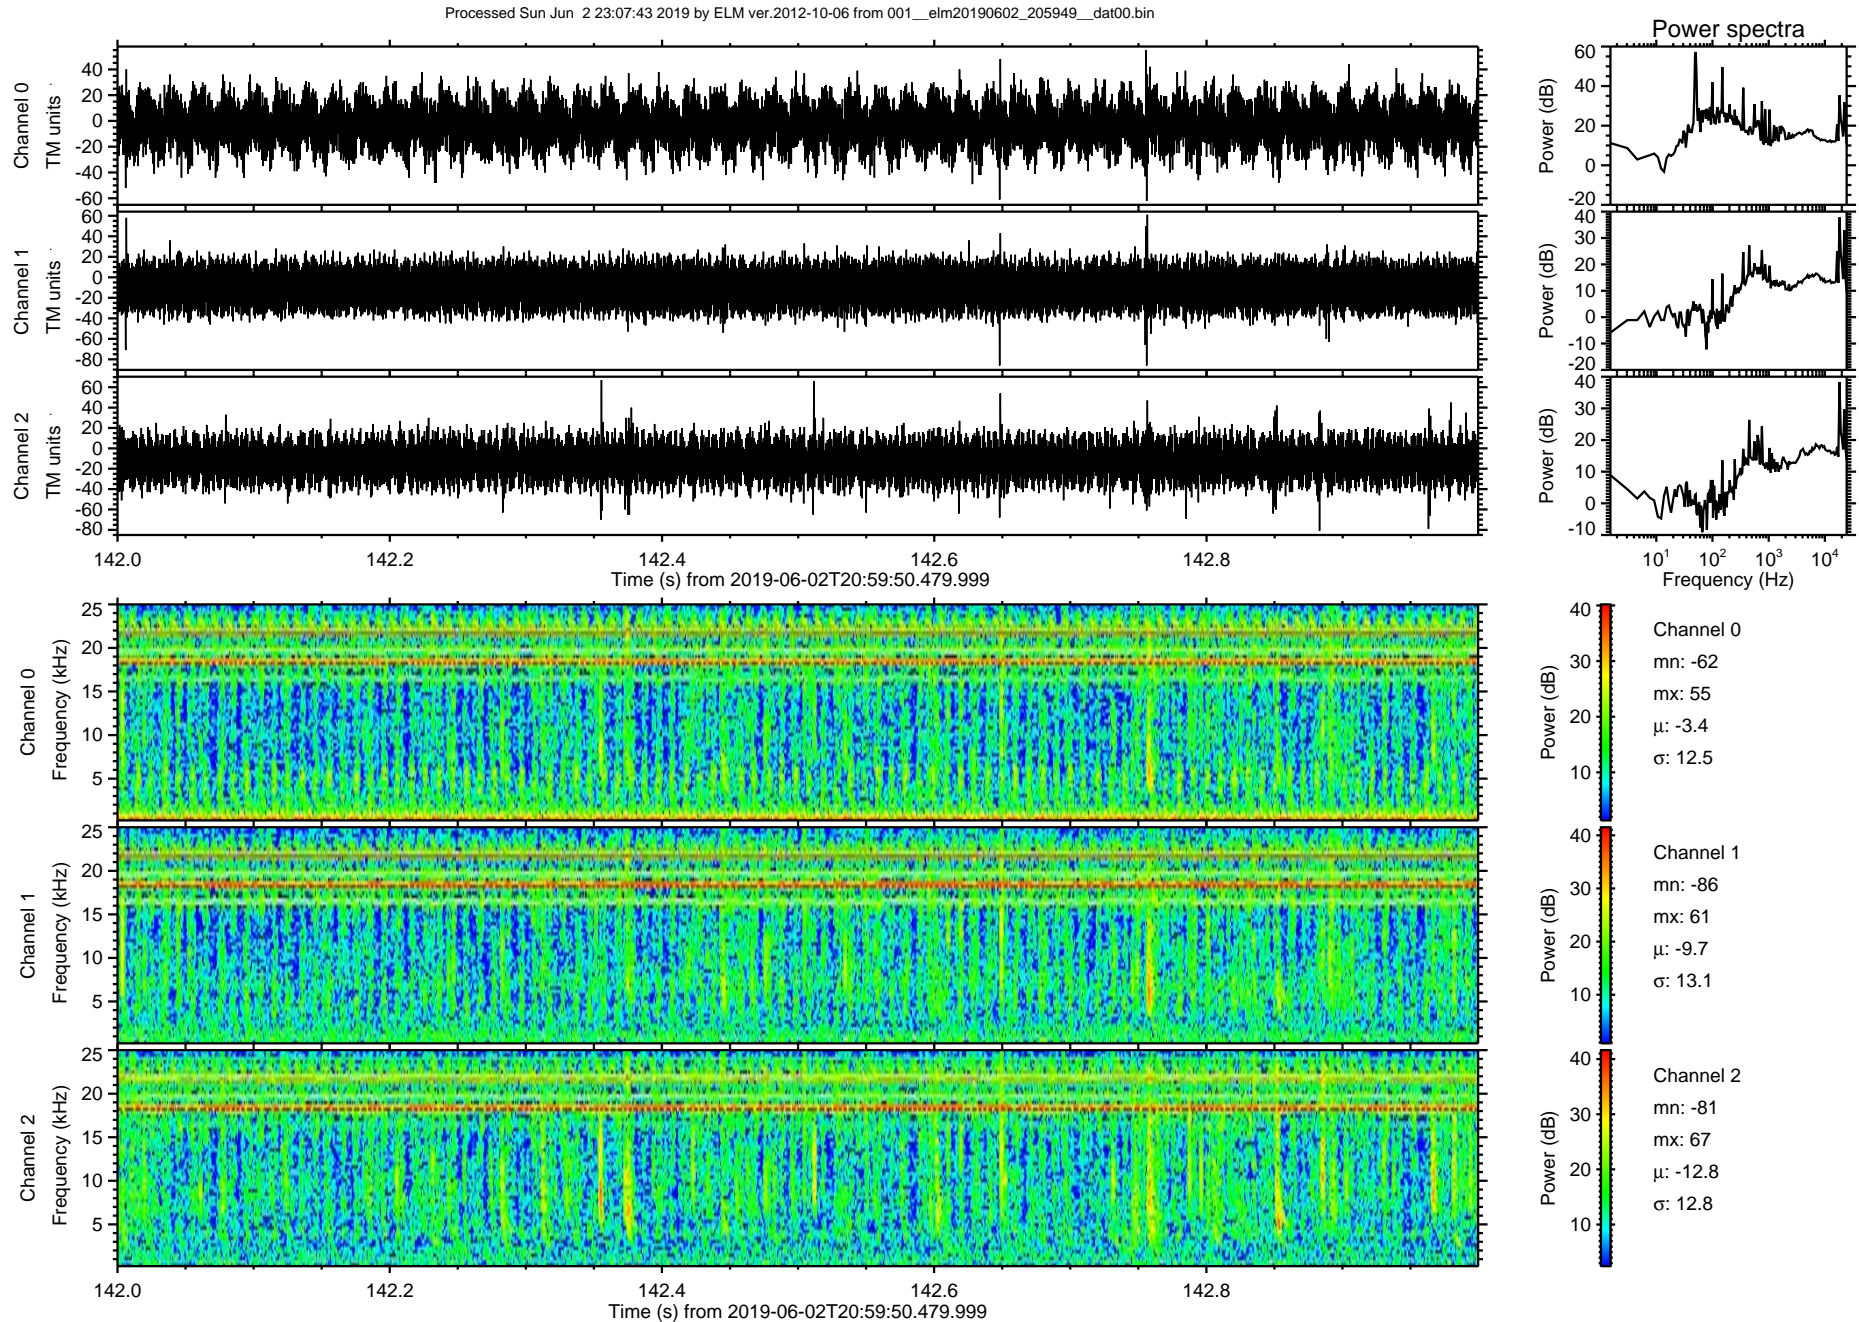 Processed Sun Jun  2 23:07:43 2019 by ELM ver.2012-10-06 from 001__elm20190602_205949__dat00.bin
Power spectra
Channel 0
TM units
40
20
0
-20
-40
-60
Power (dB)
60
40
20
0
-20
Channel 1
TM units
60
40
20
0
-20
-40
-60
-80
Power (dB)
40
30
20
10
0
-10
-20
Channel 2
TM units
60
40
20
0
-20
-40
-60
-80
Power (dB)
40
30
20
10
0
-10
142.0 142.2 142.4 142.6 142.8
Time (s) from 2019-06-02T20:59:50.479.999
10^1 10^2 10^3 10^4
Frequency (Hz)
Channel 0
Frequency (kHz)
25
20
15
10
5
Power (dB)
40
30
20
10
Channel 0
mn: -62
mx: 55
μ: -3.4
σ: 12.5
Channel 1
Frequency (kHz)
25
20
15
10
5
Power (dB)
40
30
20
10
Channel 1
mn: -86
mx: 61
μ: -9.7
σ: 13.1
Channel 2
Frequency (kHz)
25
20
15
10
5
Power (dB)
40
30
20
10
Channel 2
mn: -81
mx: 67
μ: -12.8
σ: 12.8
142.0 142.2 142.4 142.6 142.8
Time (s) from 2019-06-02T20:59:50.479.999